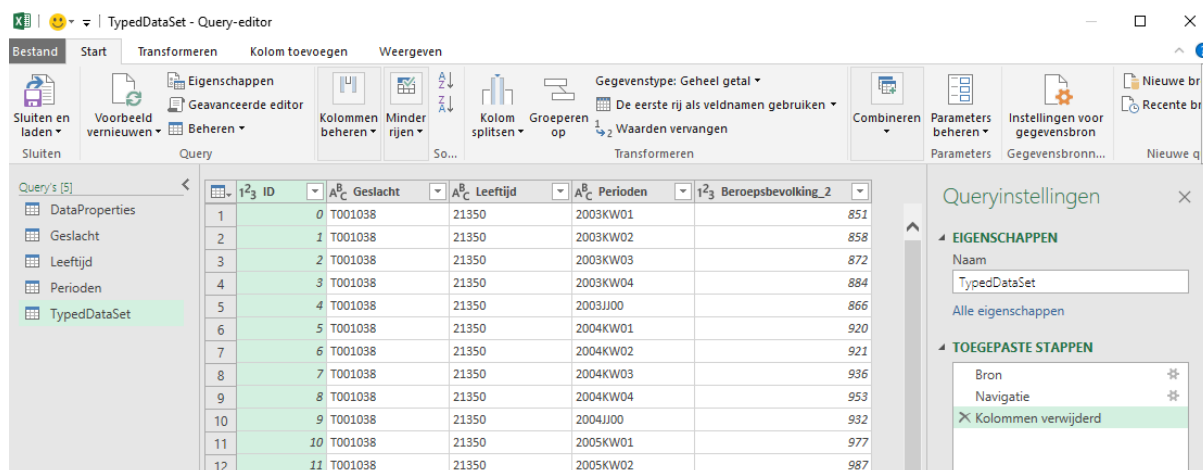 TypedDataSet - Query-editor
Bestand Start Transformeren Kolom toevoegen Weergeven
Sluiten en laden
Sluiten
Voorbeeld vernieuwen
Eigenschappen
Geavanceerde editor
Beheren
Query
Kolommen beheren
Minder rijen
So...
Kolom splitsen
Groeperen op
Gegevenstype: Geheel getal
De eerste rij als veldnamen gebruiken
Waarden vervangen
Transformeren
Combineren
Parameters beheren
Parameters
Instellingen voor gegevensbron
Gegevensbronn...
Nieuwe br
Recente br
Nieuwe q
Query's [5]
DataProperties
Geslacht
Leeftijd
Perioden
TypedDataSet
ID Geslacht Leeftijd Perioden Beroepsbevolking_2
1 0 T001038 21350 2003KW01 851
2 1 T001038 21350 2003KW02 858
3 2 T001038 21350 2003KW03 872
4 3 T001038 21350 2003KW04 884
5 4 T001038 21350 2003JJ00 866
6 5 T001038 21350 2004KW01 920
7 6 T001038 21350 2004KW02 921
8 7 T001038 21350 2004KW03 936
9 8 T001038 21350 2004KW04 953
10 9 T001038 21350 2004JJ00 932
11 10 T001038 21350 2005KW01 977
12 11 T001038 21350 2005KW02 987
Queryinstellingen
EIGENSCHAPPEN
Naam
TypedDataSet
Alle eigenschappen
TOEGEPASTE STAPPEN
Bron
Navigatie
Kolommen verwijderd